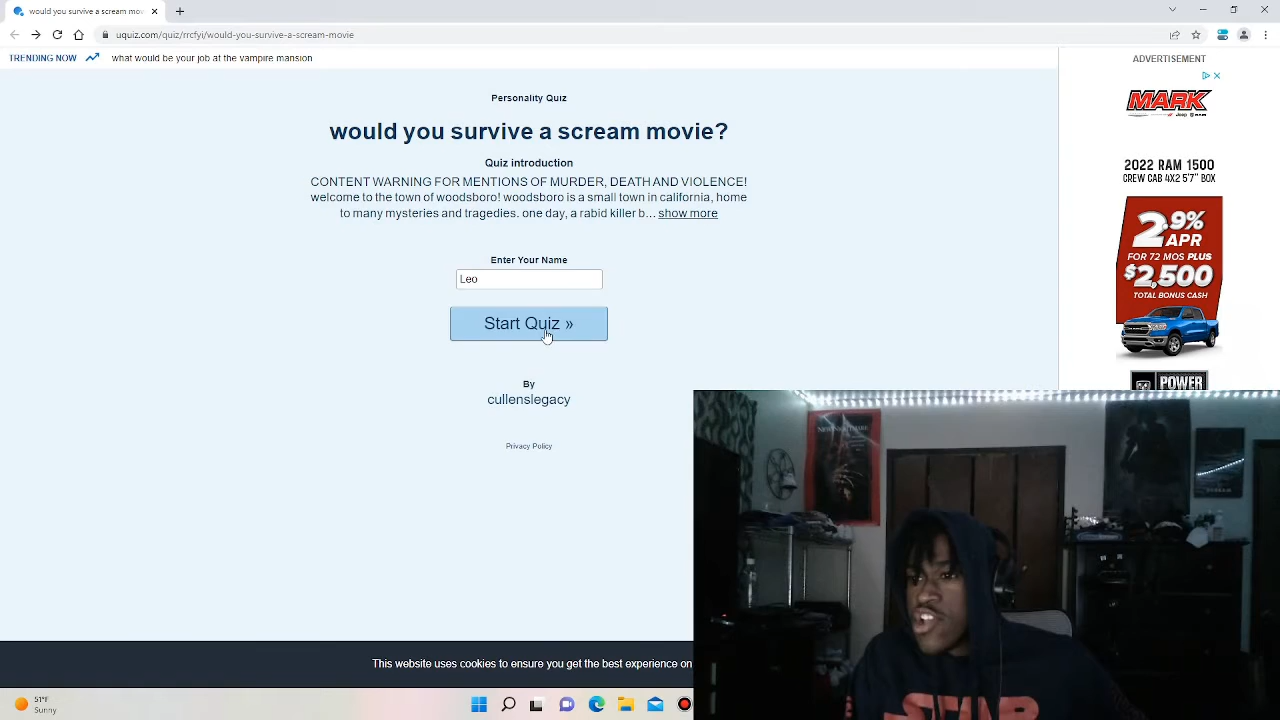 would you survive a scream mov
uquiz.com/quiz/rrcfyi/would-you-survive-a-scream-movie
TRENDING NOW what would be your job at the vampire mansion
ADVERTISEMENT
Personality Quiz
would you survive a scream movie?
Quiz introduction
CONTENT WARNING FOR MENTIONS OF MURDER, DEATH AND VIOLENCE!
welcome to the town of woodsboro! woodsboro is a small town in california, home
to many mysteries and tragedies. one day, a rabid killer b... show more
Enter Your Name
Leo
Start Quiz »
By
cullenslegacy
Privacy Policy
MARK
Jeep RAM
2022 RAM 1500
CREW CAB 4X2 5'7" BOX
2.9%
APR
FOR 72 MOS PLUS
$2,500
TOTAL BONUS CASH
POWER
This website uses cookies to ensure you get the best experience on
51°F
Sunny